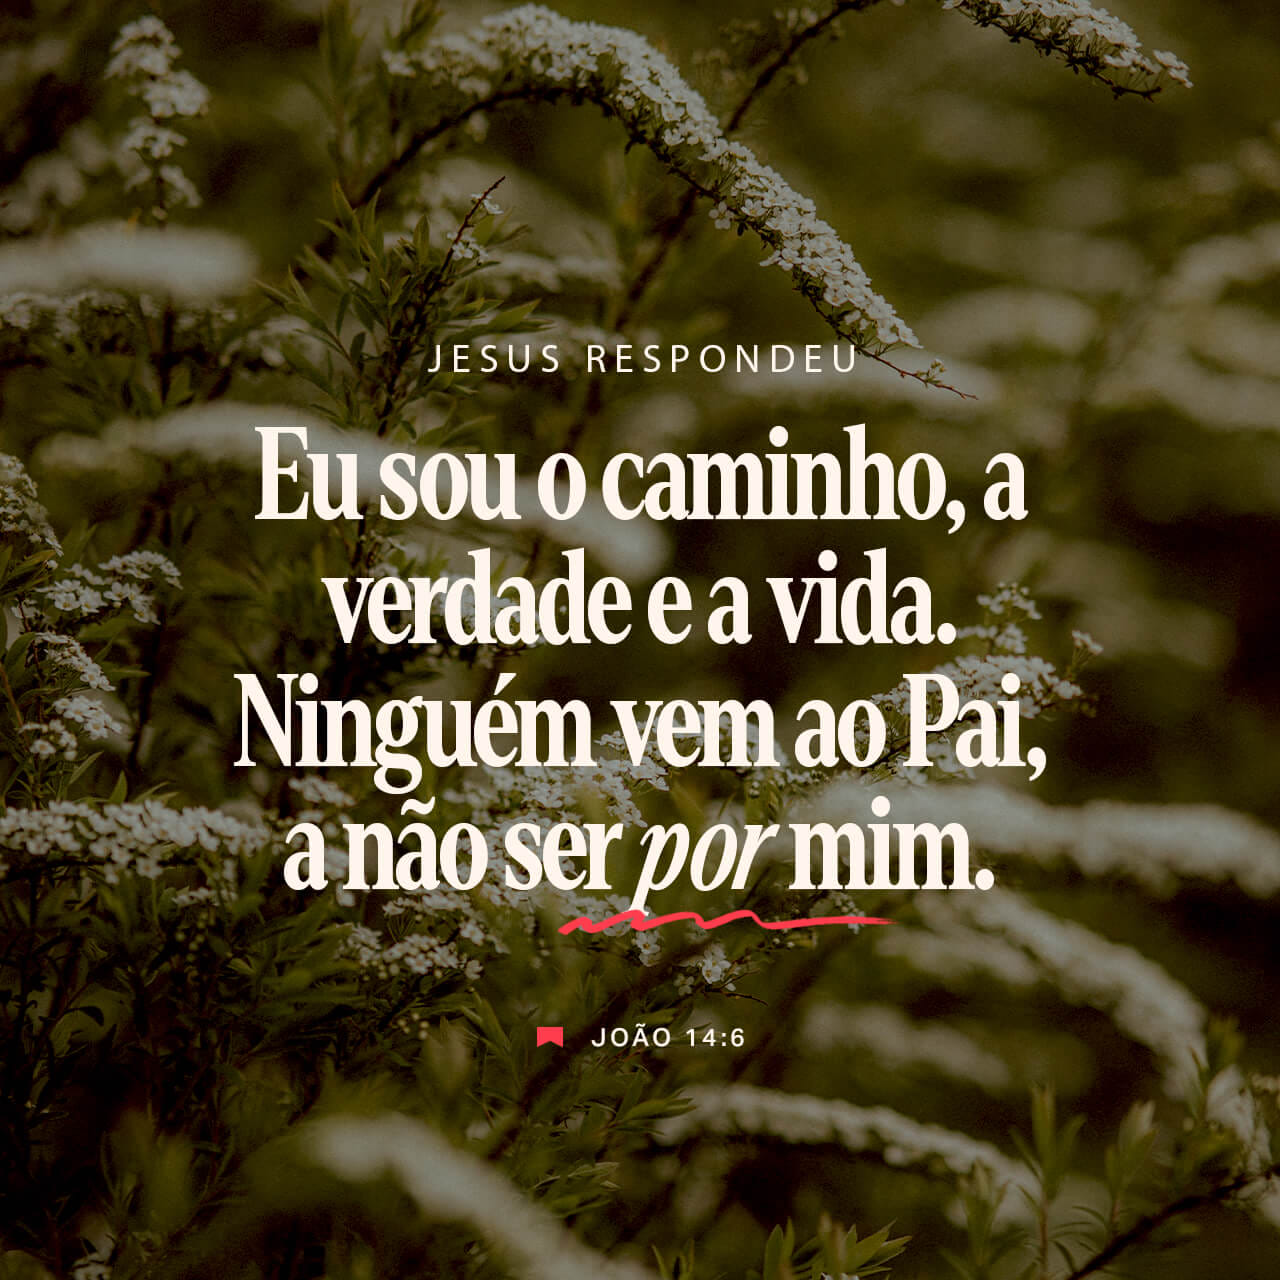 JESUS RESPONDEU
Eu sou o caminho, a
verdade e a vida.
Ninguém vem ao Pai,
a não ser por mim.
JOÃO 14:6